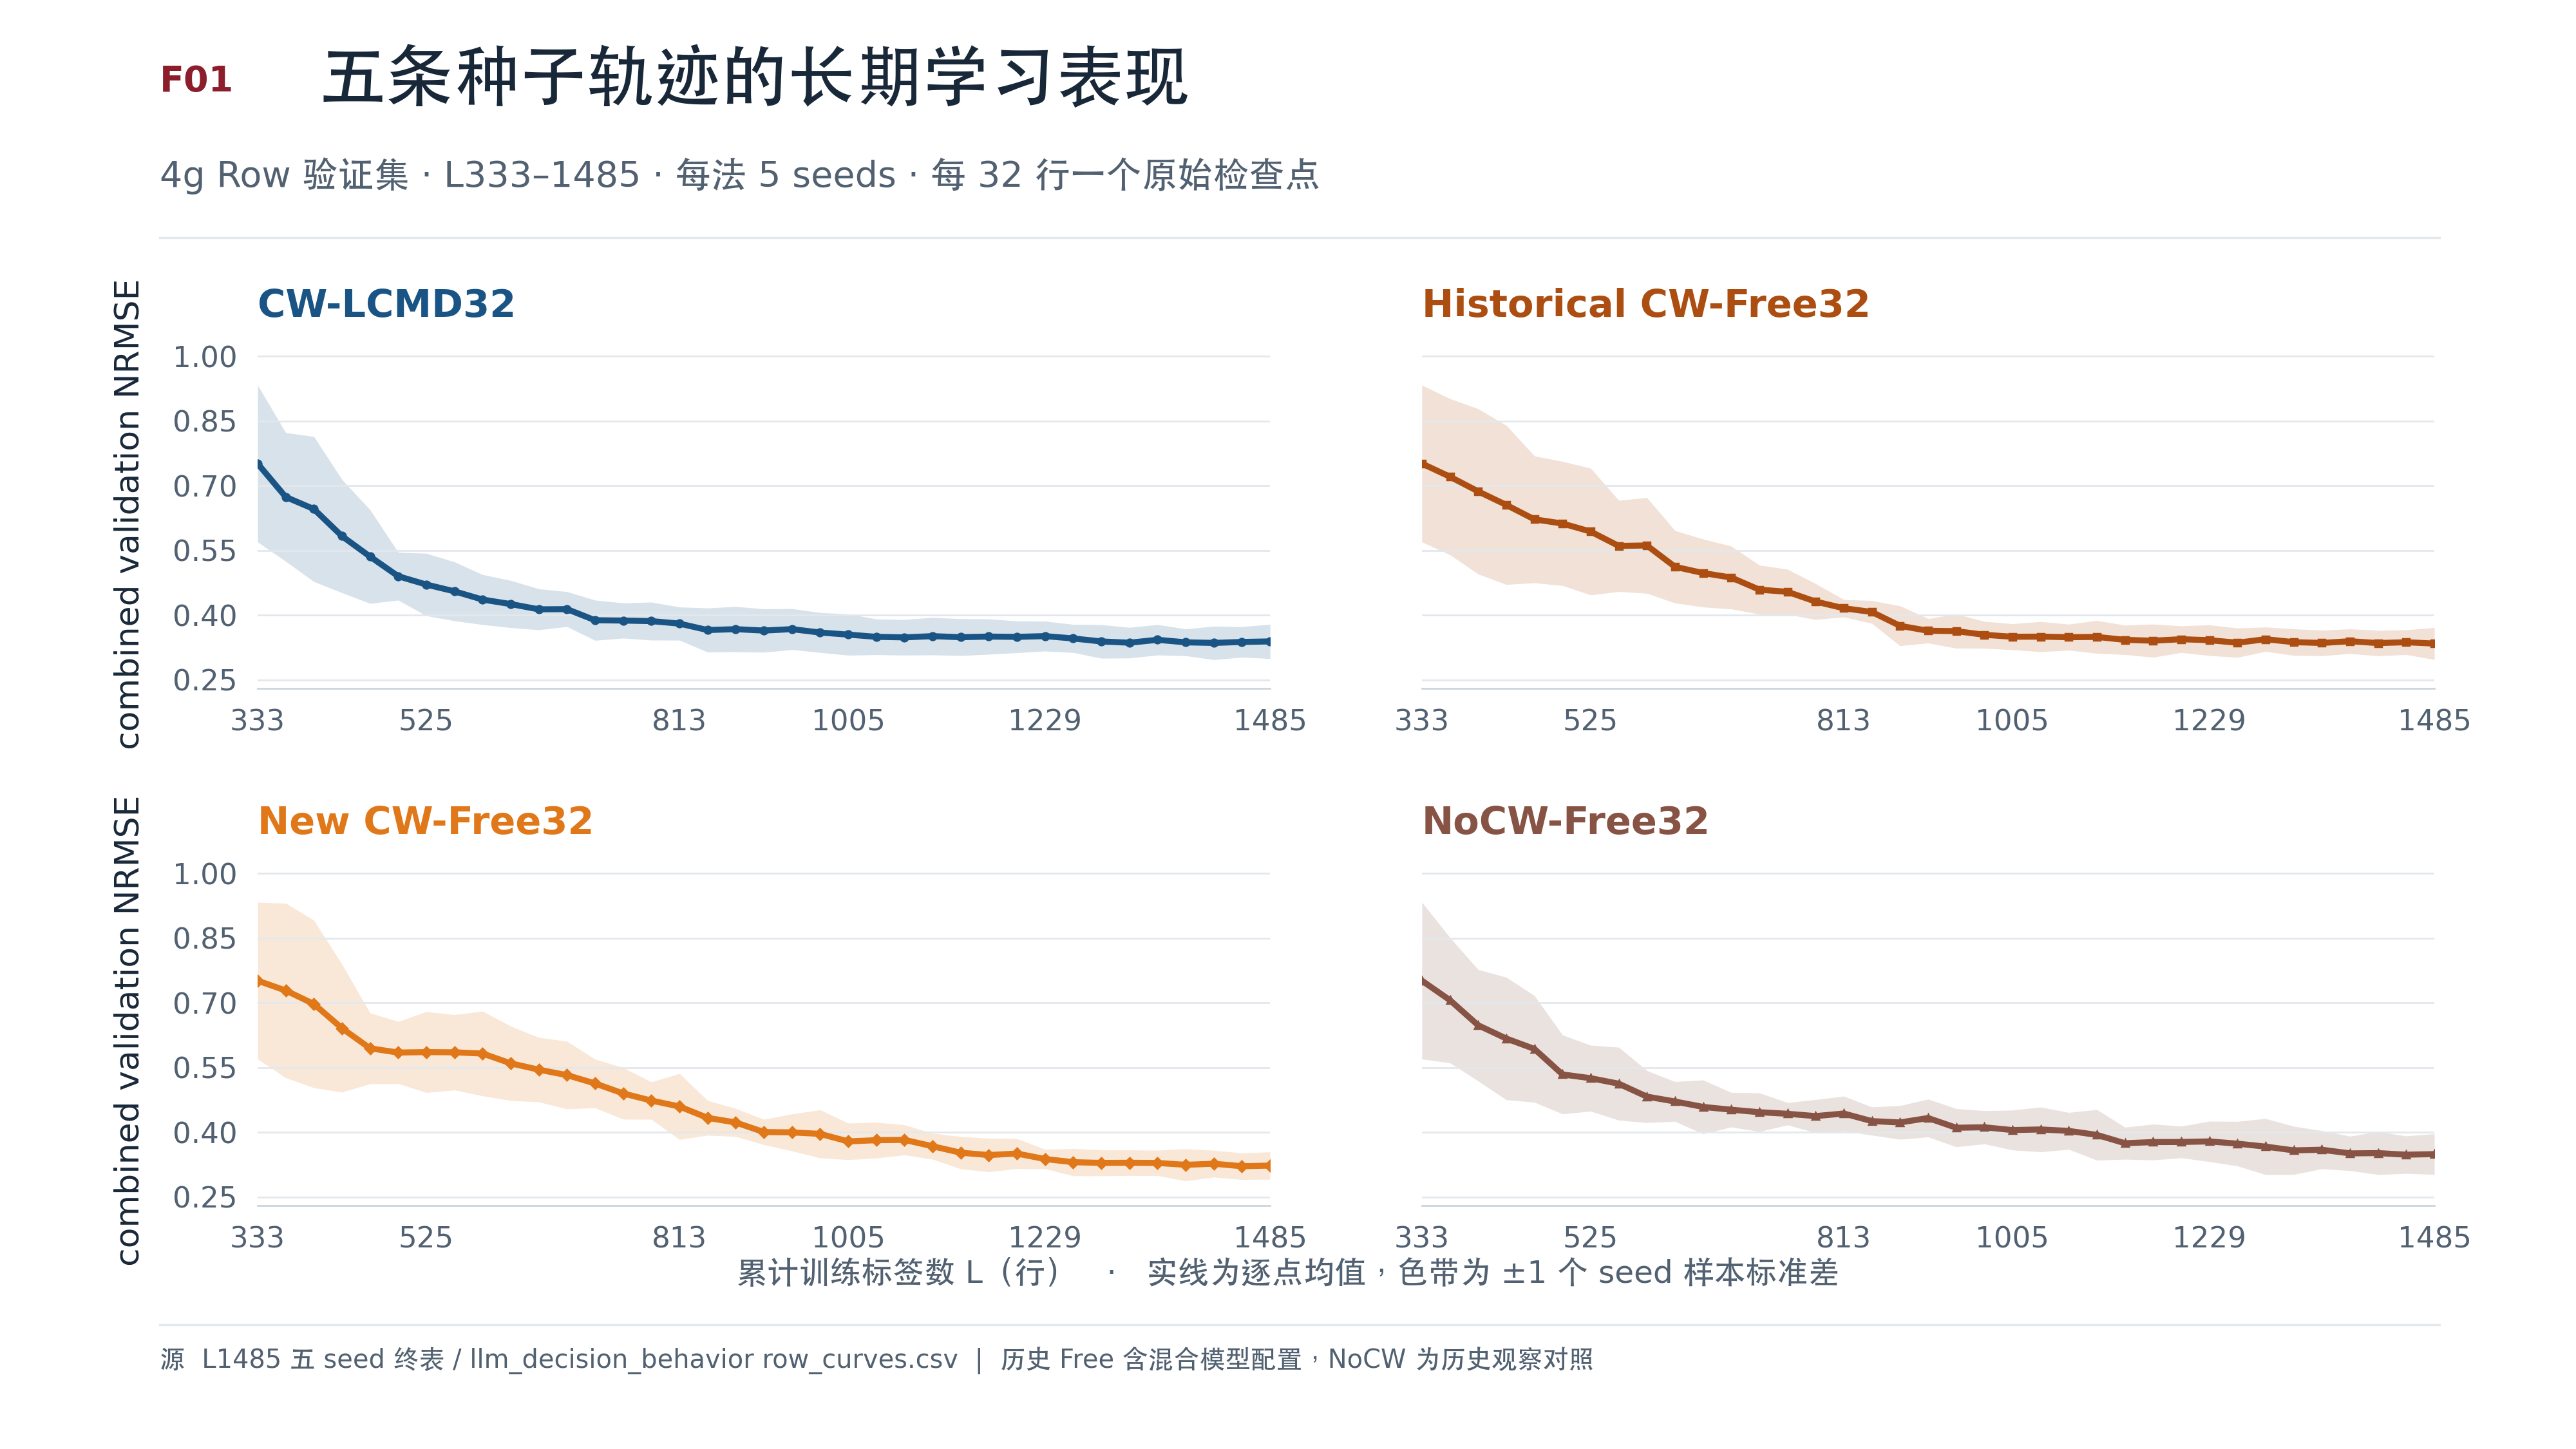 F01 五条种子轨迹的长期学习表现
4g Row 验证集 · L333–1485 · 每法 5 seeds · 每 32 行一个原始检查点
CW-LCMD32
combined validation NRMSE
1.00
0.85
0.70
0.55
0.40
0.25
333 525 813 1005 1229 1485
Historical CW-Free32
333 525 813 1005 1229 1485
New CW-Free32
combined validation NRMSE
1.00
0.85
0.70
0.55
0.40
0.25
333 525 813 1005 1229 1485
NoCW-Free32
333 525 813 1005 1229 1485
累计训练标签数 L（行） · 实线为逐点均值，色带为 ±1 个 seed 样本标准差
源 L1485 五 seed 终表 / llm_decision_behavior row_curves.csv | 历史 Free 含混合模型配置，NoCW 为历史观察对照